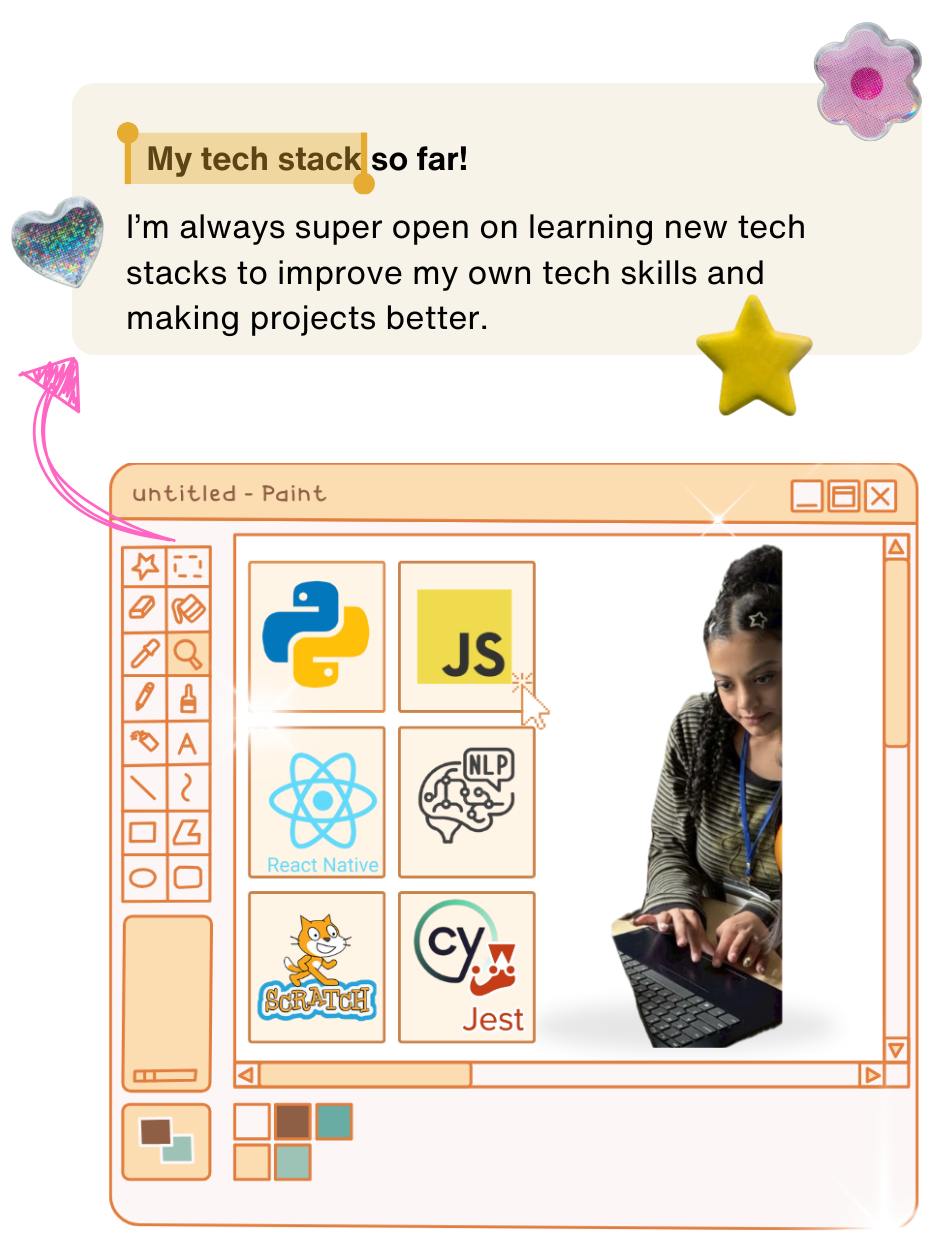 My tech stack so far!
I'm always super open on learning new tech
stacks to improve my own tech skills and
making projects better.
untitled - Paint
A
JS
NLP
React Native
SCRATCH
cy
Jest